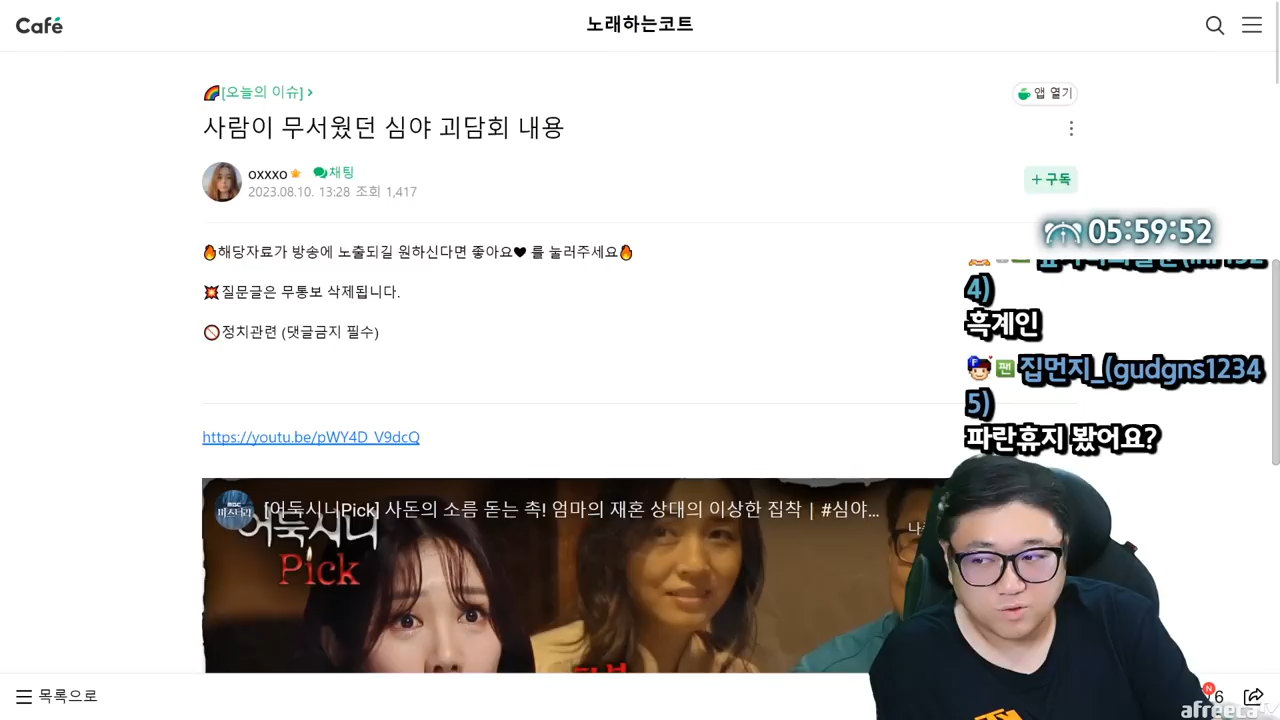 Café
노래하는코트
[오늘의 이슈] >
앱 열기
사람이 무서웠던 심야 괴담회 내용
oxxxo
채팅
2023.08.10. 13:28 조회 1,417
+ 구독
해당자료가 방송에 노출되길 원하신다면 좋아요🖤 를 눌러주세요
05:59:52
질문글은 무통보 삭제됩니다.
4)
흑계인
정치관련 (댓글금지 필수)
팬 집먼지_(gudgns1234
5)
파란휴지 봤어요?
https://youtu.be/pWY4D_V9dcQ
MBC
[어둑시니Pick] 사돈의 소름 돋는 촉! 엄마의 재혼 상대의 이상한 집착 | #심야...
어둑시니
Pick
목록으로
N
6
afreecaTV